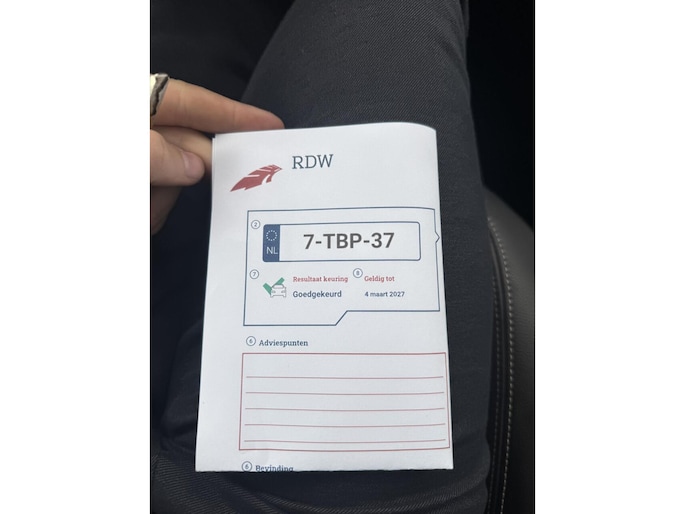 RDW
2
NL 7-TBP-37
7 Resultaat keuring 8 Geldig tot
Goedgekeurd 4 maart 2027
6 Adviespunten
6 Bevinding